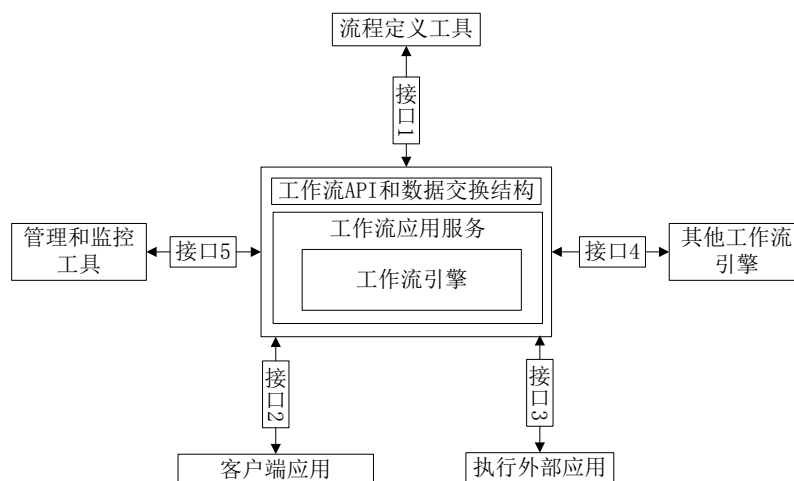 流程定义工具
接口1
工作流API和数据交换结构
工作流应用服务
管理和监控
工具
接口5
工作流引擎
接口4
其他工作流
引擎
接口2
接口3
客户端应用
执行外部应用